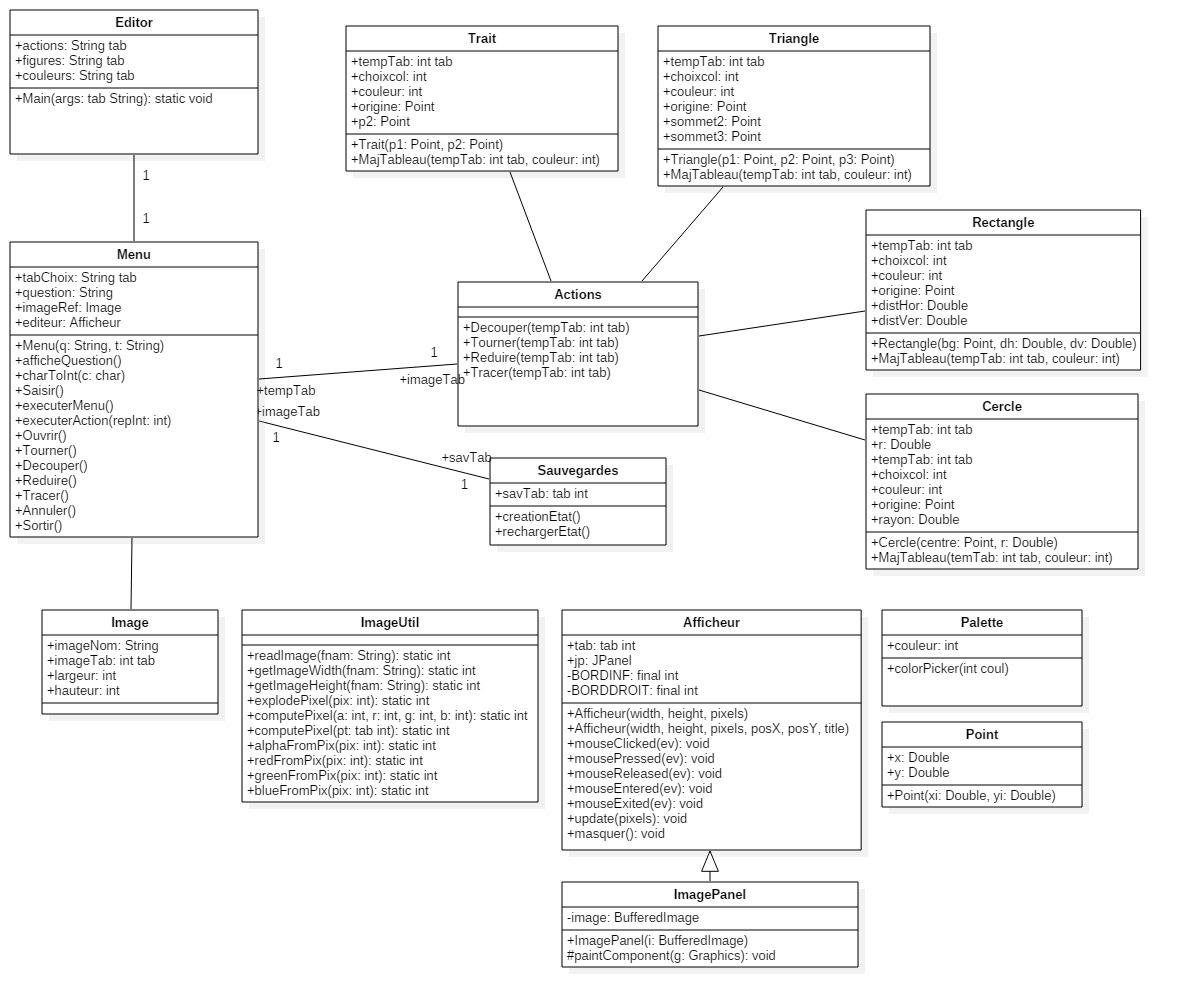 Editor
+actions: String tab
+figures: String tab
+couleurs: String tab
+Main(args: tab String): static void
1
1
Trait
+tempTab: int tab
+choixcol: int
+couleur: int
+origine: Point
+p2: Point
+Trait(p1: Point, p2: Point)
+MajTableau(tempTab: int tab, couleur: int)
Triangle
+tempTab: int tab
+choixcol: int
+couleur: int
+origine: Point
+sommet2: Point
+sommet3: Point
+Triangle(p1: Point, p2: Point, p3: Point)
+MajTableau(tempTab: int tab, couleur: int)
Rectangle
+tempTab: int tab
+choixcol: int
+couleur: int
+origine: Point
+distHor: Double
+distVer: Double
+Rectangle(bg: Point, dh: Double, dv: Double)
+MajTableau(tempTab: int tab, couleur: int)
Menu
+tabChoix: String tab
+question: String
+imageRef: Image
+editeur: Afficheur
+Menu(q: String, t: String)
+afficheQuestion()
+charToInt(c: char)
+Saisir()
+executerMenu()
+executerAction(repInt: int)
+Ouvrir()
+Tourner()
+Decouper()
+Reduire()
+Tracer()
+Annuler()
+Sortir()
1
+tempTab
1
+imageTab
+imageTab
1
+savTab
1
Actions
+Decouper(tempTab: int tab)
+Tourner(tempTab: int tab)
+Reduire(tempTab: int tab)
+Tracer(tempTab: int tab)
Sauvegardes
+savTab: tab int
+creationEtat()
+rechargerEtat()
Cercle
+tempTab: int tab
+r: Double
+tempTab: int tab
+choixcol: int
+couleur: int
+origine: Point
+rayon: Double
+Cercle(centre: Point, r: Double)
+MajTableau(temTab: int tab, couleur: int)
Image
+imageNom: String
+imageTab: int tab
+largeur: int
+hauteur: int
ImageUtil
+readImage(fnam: String): static int
+getImageWidth(fnam: String): static int
+getImageHeight(fnam: String): static int
+explodePixel(pix: int): static int
+computePixel(a: int, r: int, g: int, b: int): static int
+computePixel(pt: tab int): static int
+alphaFromPix(pix: int): static int
+redFromPix(pix: int): static int
+greenFromPix(pix: int): static int
+blueFromPix(pix: int): static int
Afficheur
+tab: tab int
+jp: JPanel
-BORDINF: final int
-BORDDROIT: final int
+Afficheur(width, height, pixels)
+Afficheur(width, height, pixels, posX, posY, title)
+mouseClicked(ev): void
+mousePressed(ev): void
+mouseReleased(ev): void
+mouseEntered(ev): void
+mouseExited(ev): void
+update(pixels): void
+masquer(): void
Palette
+couleur: int
+colorPicker(int coul)
Point
+x: Double
+y: Double
+Point(xi: Double, yi: Double)
ImagePanel
-image: BufferedImage
+ImagePanel(i: BufferedImage)
#paintComponent(g: Graphics): void